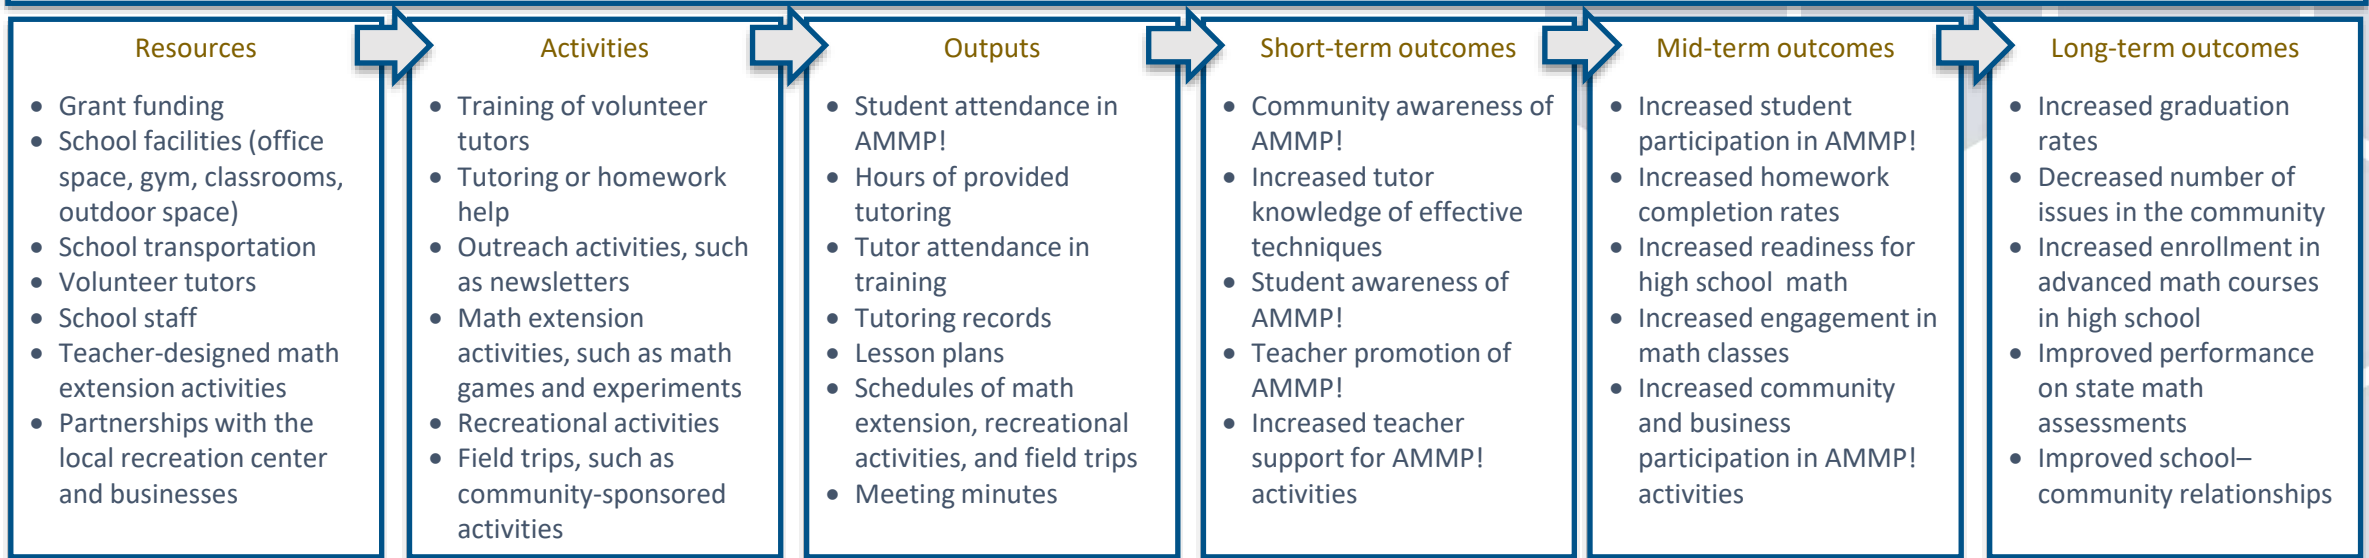 Resources
• Grant funding
• School facilities (office
space, gym, classrooms,
outdoor space)
• School transportation
• Volunteer tutors
• School staff
• Teacher-designed math
extension activities
• Partnerships with the
local recreation center
and businesses
Activities
• Training of volunteer
tutors
• Tutoring or homework
help
• Outreach activities, such
as newsletters
• Math extension
activities, such as math
games and experiments
• Recreational activities
• Field trips, such as
community-sponsored
activities
Outputs
• Student attendance in
AMMP!
• Hours of provided
tutoring
• Tutor attendance in
training
• Tutoring records
• Lesson plans
• Schedules of math
extension, recreational
activities, and field trips
• Meeting minutes
Short-term outcomes
• Community awareness of
AMMP!
• Increased tutor
knowledge of effective
techniques
• Student awareness of
AMMP!
• Teacher promotion of
AMMP!
• Increased teacher
support for AMMP!
activities
Mid-term outcomes
• Increased student
participation in AMMP!
• Increased homework
completion rates
• Increased readiness for
high school math
• Increased engagement in
math classes
• Increased community
and business
participation in AMMP!
activities
Long-term outcomes
• Increased graduation
rates
• Decreased number of
issues in the community
• Increased enrollment in
advanced math courses
in high school
• Improved performance
on state math
assessments
• Improved school–
community relationships